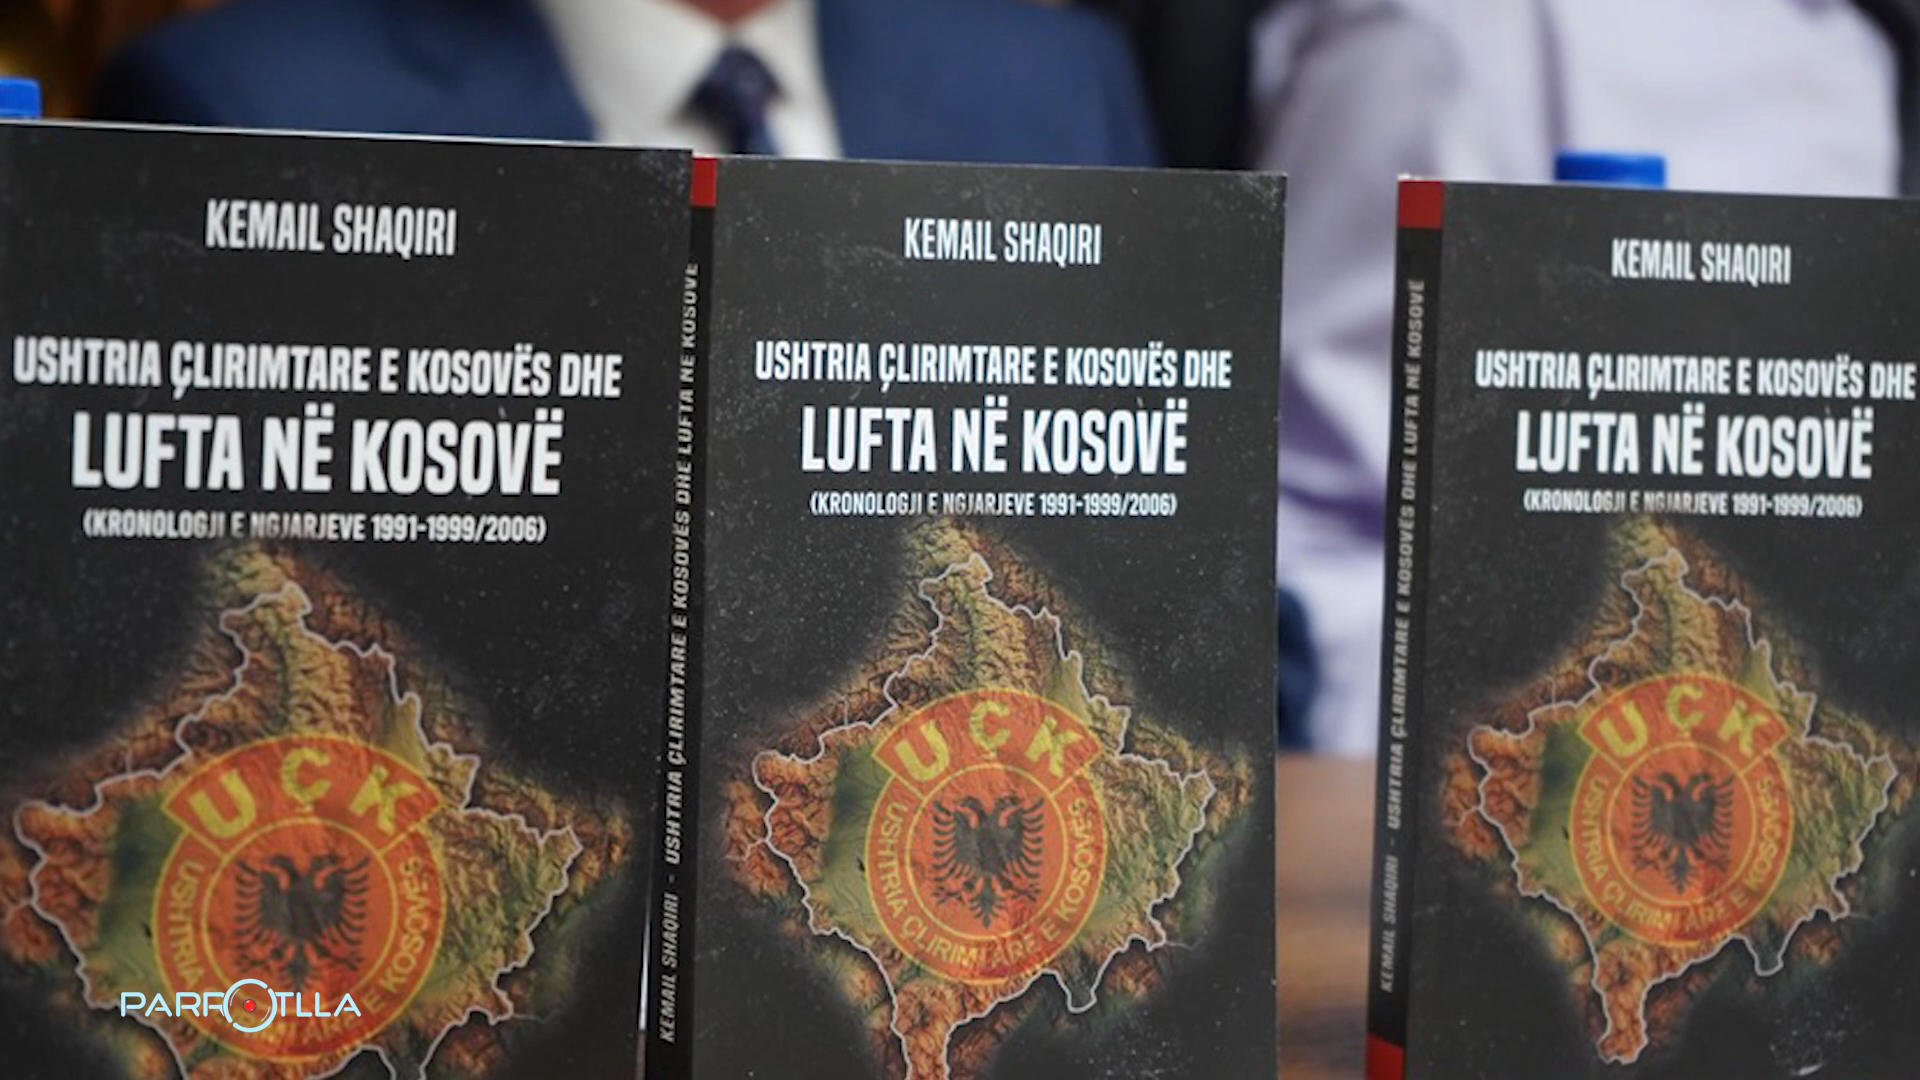 KEMAIL SHAQIRI
USHTRIA ÇLIRIMTARE E KOSOVËS DHE
LUFTA NË KOSOVË
(KRONOLOGJI E NGJARJEVE 1991-1999/2006)
UÇK
USHTRIA E KOSOVËS
KEMAIL SHAQIRI - USHTRIA ÇLIRIMTARE E KOSOVËS DHE LUFTA NË KOSOVË
KEMAIL SHAQIRI
USHTRIA ÇLIRIMTARE E KOSOVËS DHE
LUFTA NË KOSOVË
(KRONOLOGJI E NGJARJEVE 1991-1999/2006)
UÇK
USHTRIA ÇLIRIMTARE E KOSOVËS
KEMAIL SHAQIRI - USHTRIA ÇLIRIMTARE E KOSOVËS DHE LUFTA NË KOSOVË
KEMAIL SHAQIRI
USHTRIA ÇLIRIMTARE E KOSOVËS DHE
LUFTA NË KOSOVË
(KRONOLOGJI E NGJARJEVE 1991-1999/2006)
UÇK
USHTRIA ÇLIRIMTARE E KOSOVËS
PARROTLLA